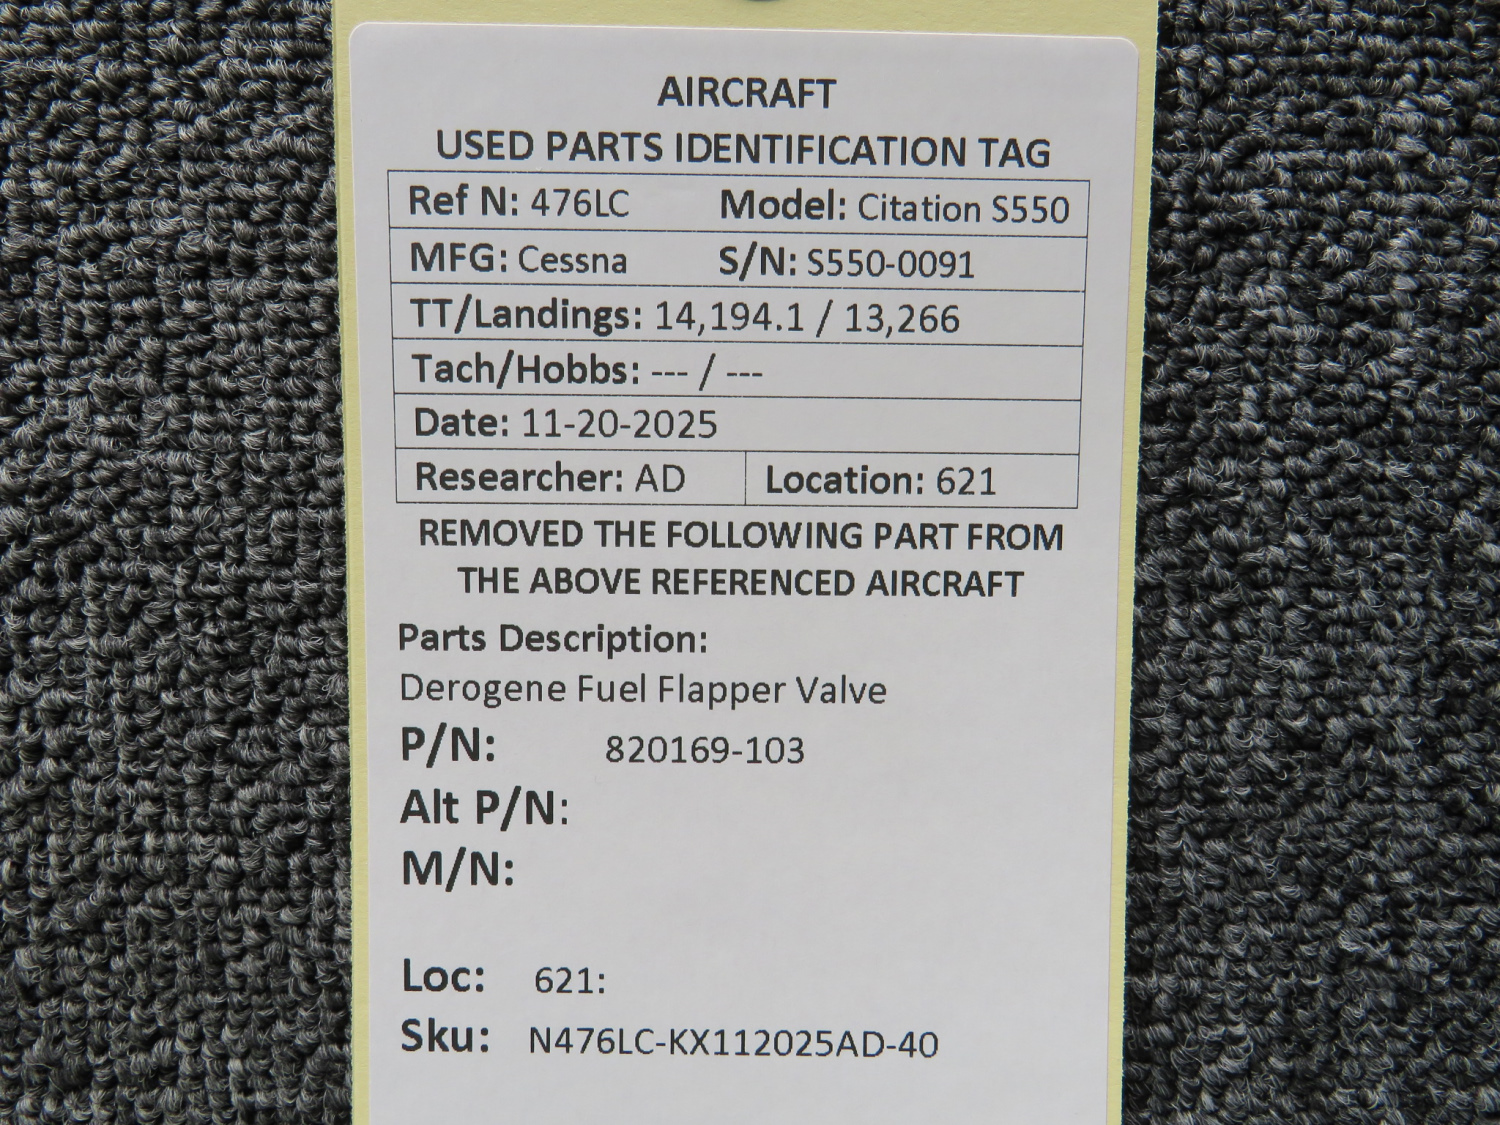 AIRCRAFT
USED PARTS IDENTIFICATION TAG
Ref N: 476LC Model: Citation S550
MFG: Cessna S/N: S550-0091
TT/Landings: 14,194.1 / 13,266
Tach/Hobbs: --- / ---
Date: 11-20-2025
Researcher: AD Location: 621
REMOVED THE FOLLOWING PART FROM
THE ABOVE REFERENCED AIRCRAFT
Parts Description:
Derogene Fuel Flapper Valve
P/N: 820169-103
Alt P/N:
M/N:
Loc: 621:
Sku: N476LC-KX112025AD-40